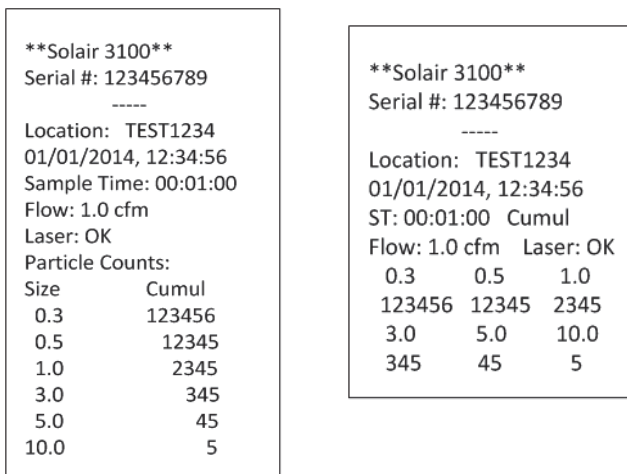 **Solair 3100**
Serial #: 123456789
-----
Location: TEST1234
01/01/2014, 12:34:56
Sample Time: 00:01:00
Flow: 1.0 cfm
Laser: OK
Particle Counts:
Size Cumul
0.3 123456
0.5 12345
1.0 2345
3.0 345
5.0 45
10.0 5
**Solair 3100**
Serial #: 123456789
-----
Location: TEST1234
01/01/2014, 12:34:56
ST: 00:01:00 Cumul
Flow: 1.0 cfm Laser: OK
0.3 0.5 1.0
123456 12345 2345
3.0 5.0 10.0
345 45 5